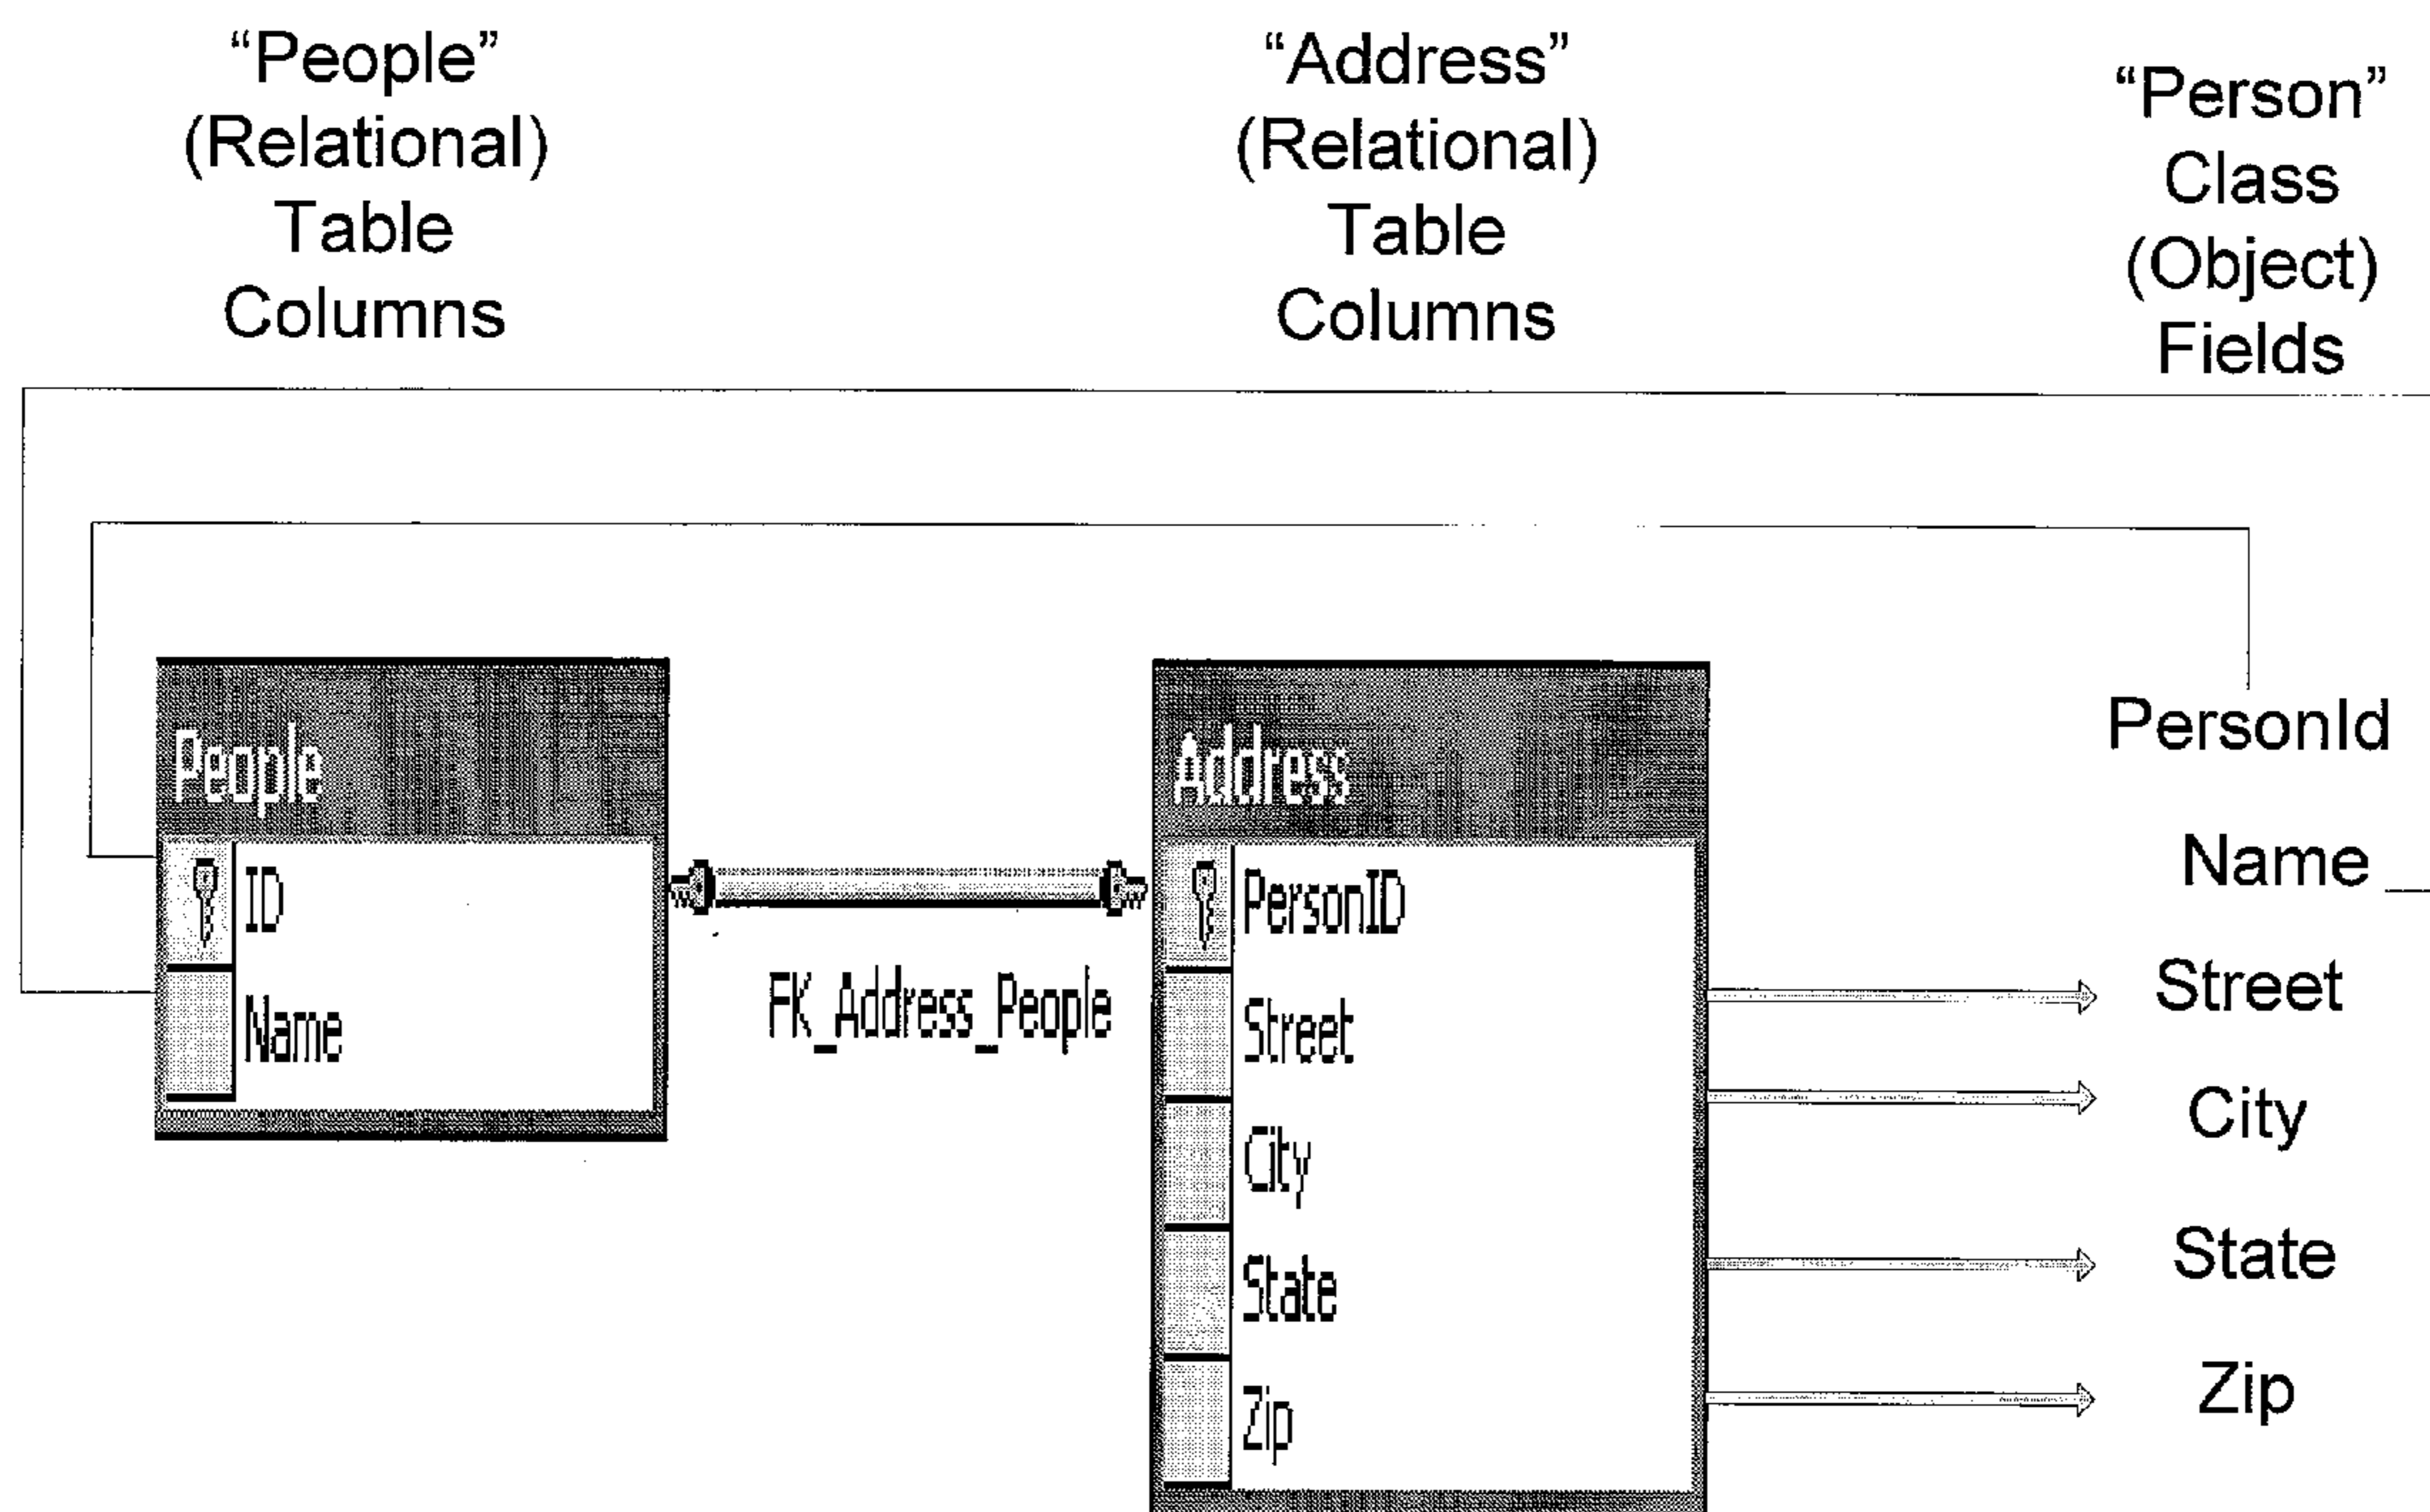 “People”
(Relational)
Table
Columns
“Address”
(Relational)
Table
Columns
“Person”
Class
(Object)
Fields
People
ID
Name
FK_Address_People
Address
PersonID
Street
City
State
Zip
PersonId
Name
Street
City
State
Zip